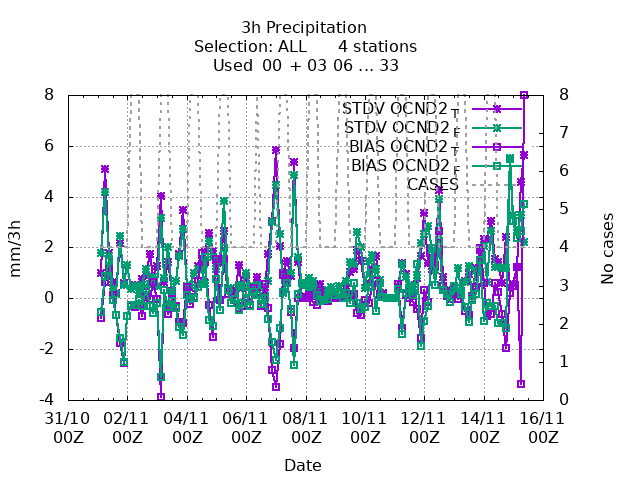 3h Precipitation
Selection: ALL 4 stations
Used 00 + 03 06 ... 33
8 8
STDV OCND2 T
STDV OCND2 F
7
BIAS OCND2 T
6 6
BIAS OCND2 F
CASES
5
4
2 4
mm/3h No cases
0 3
2
-2 1
-4 0
31/10 02/11 04/11 06/11 08/11 10/11 12/11 14/11 16/11
00Z 00Z 00Z 00Z 00Z 00Z 00Z 00Z 00Z
Date